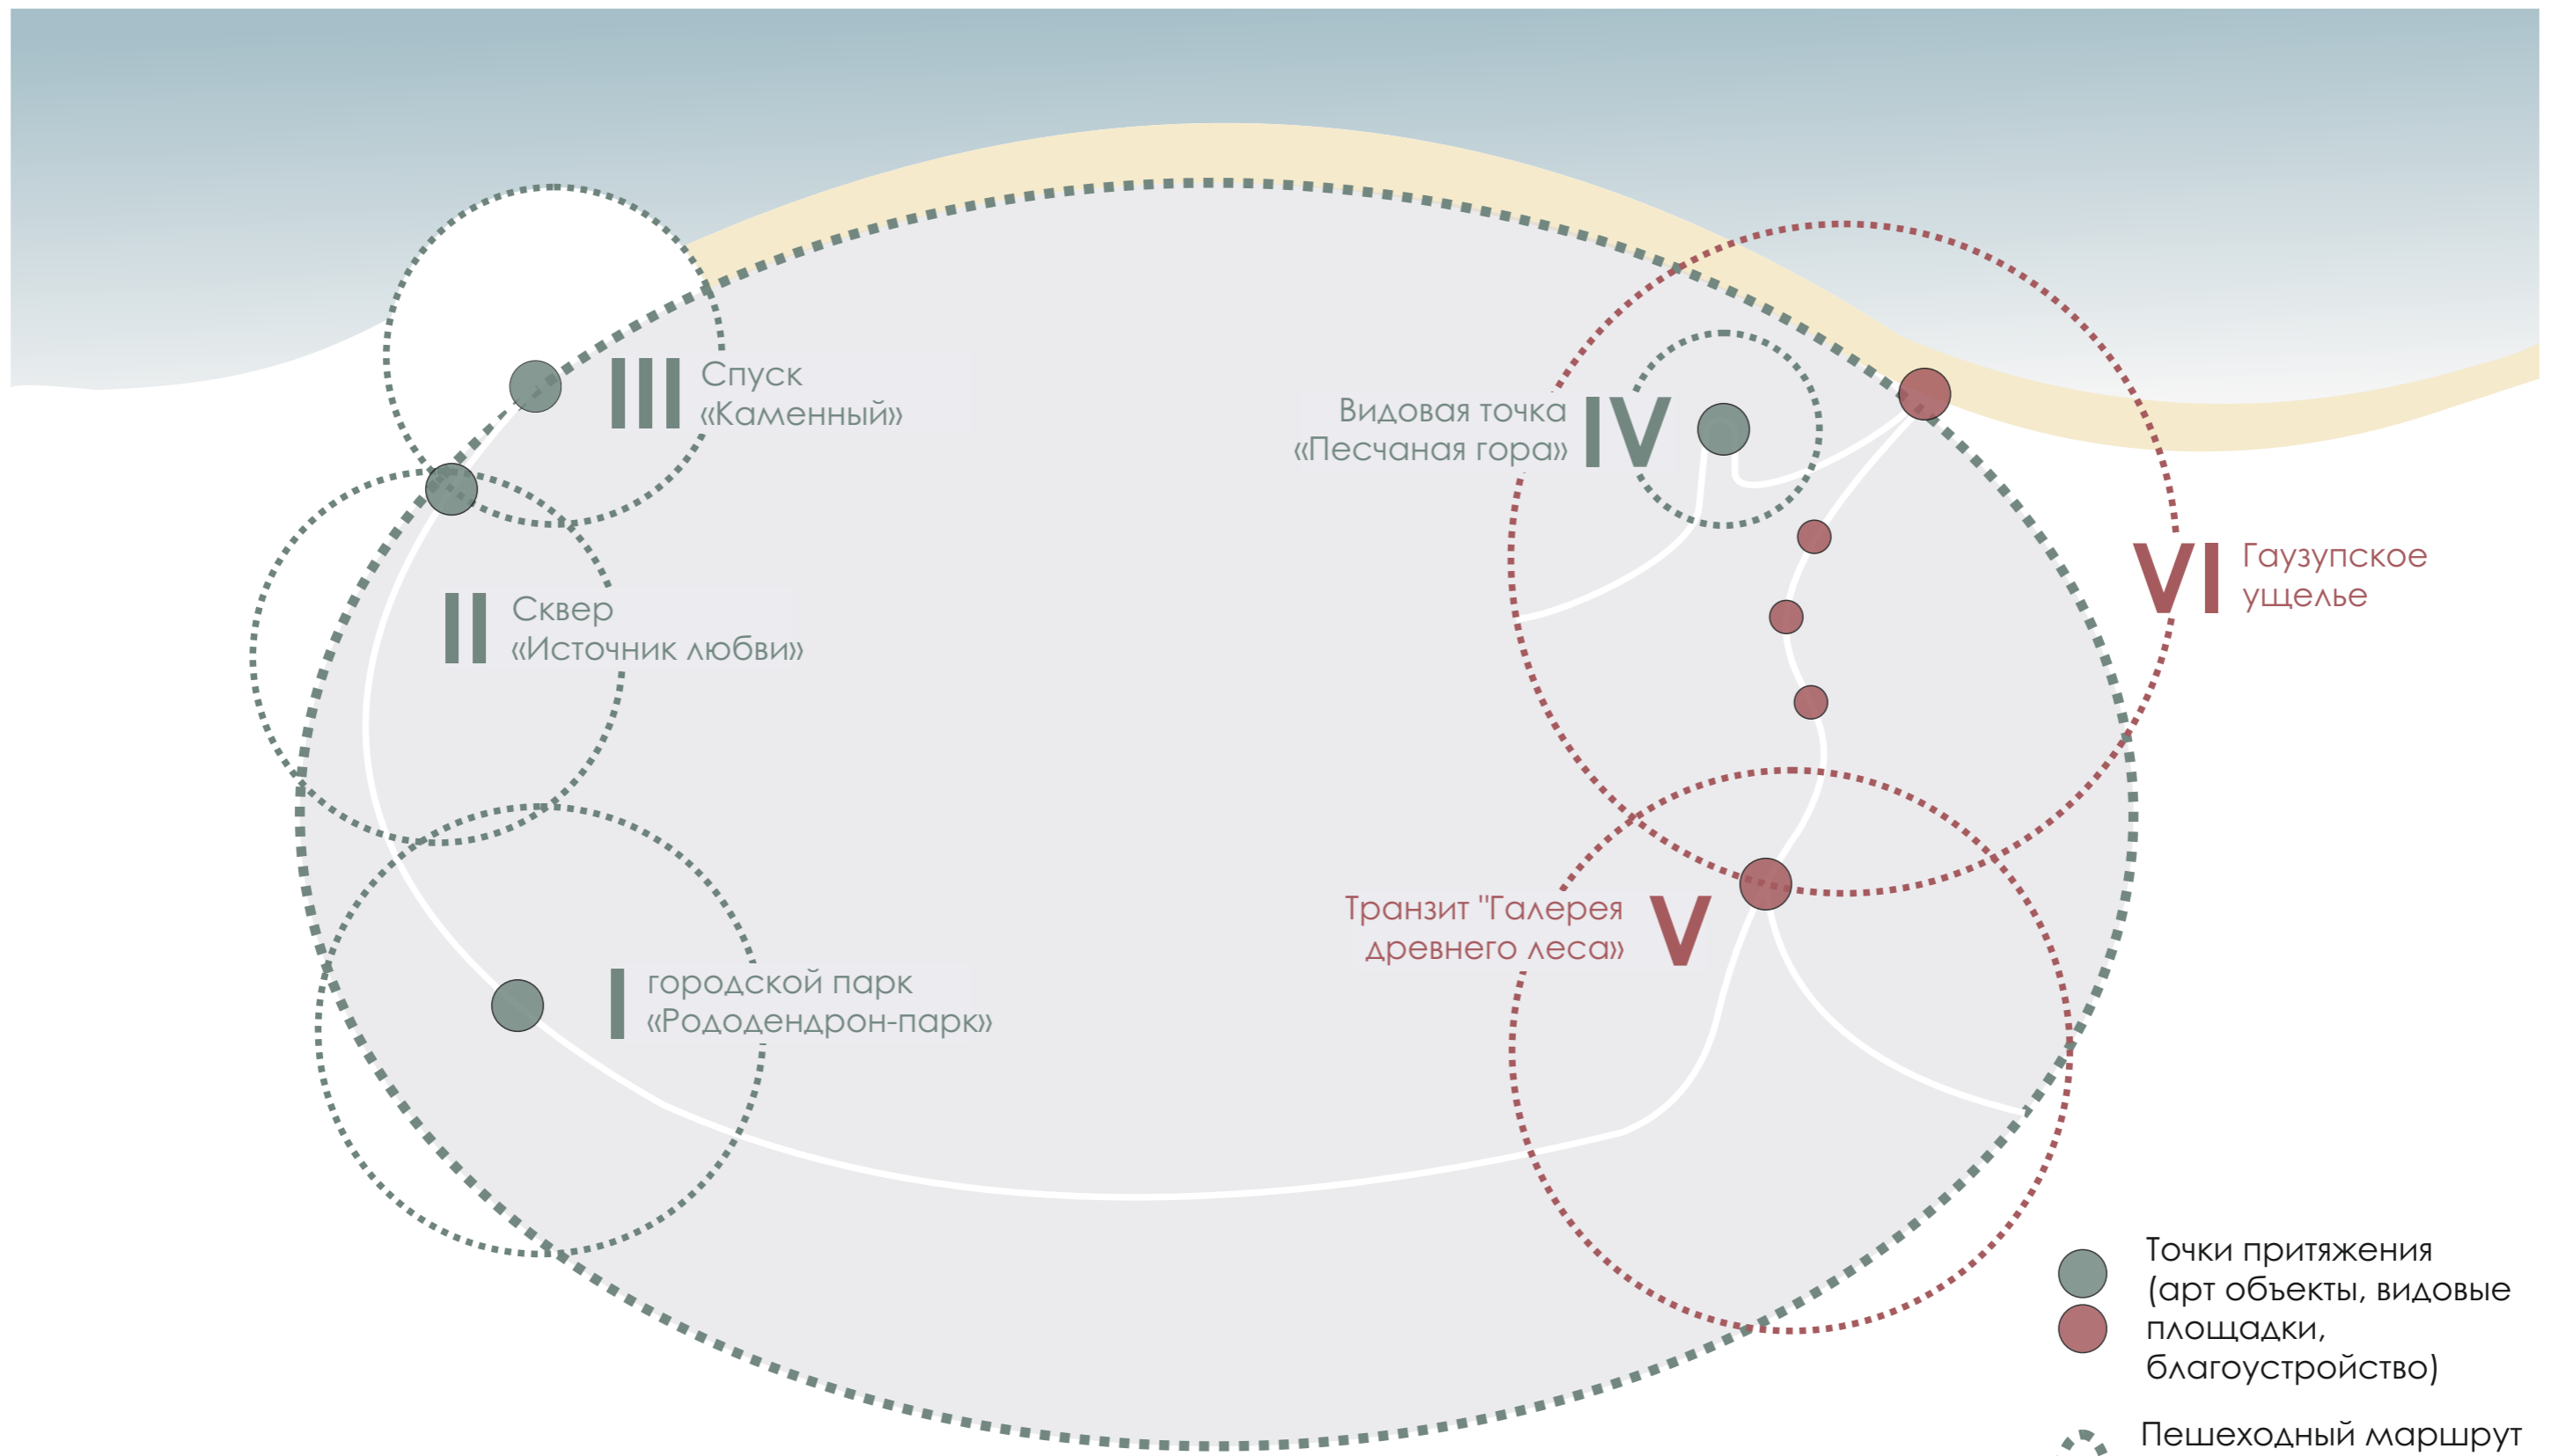 III Спуск
«Каменный»
Видовая точка
«Песчаная гора» IV
VI Гаузупское
ущелье
II Сквер
«Источник любви»
Транзит "Галерея
древнего леса» V
I городской парк
«Рододендрон-парк»
Точки притяжения
(арт объекты, видовые
площадки,
благоустройство)
Пешеходный маршрут